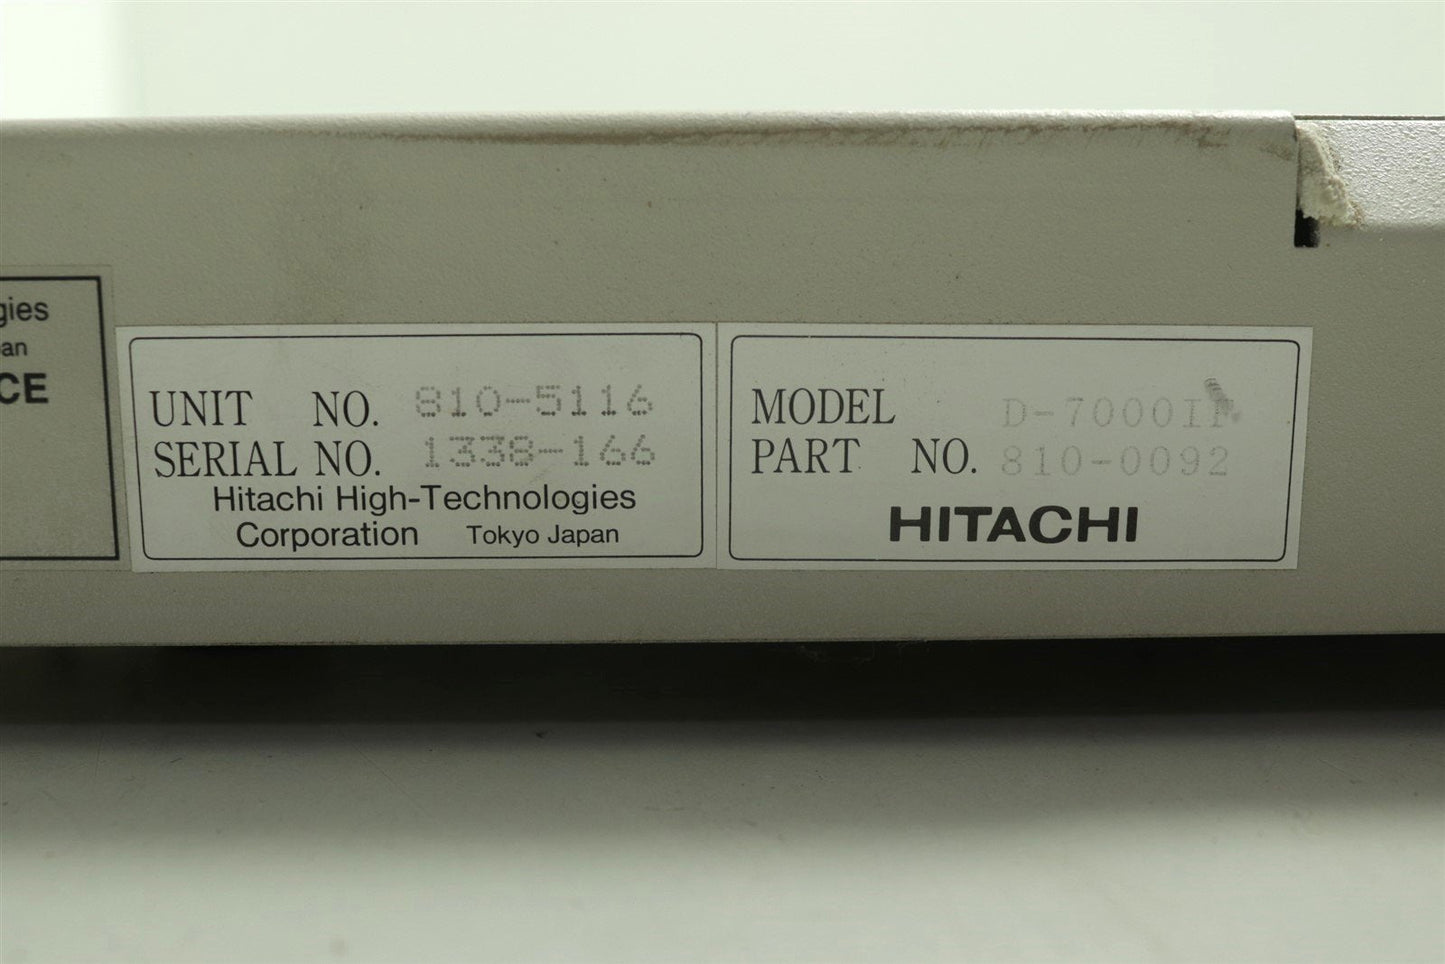 gies
pan
CE
UNIT NO. 810-5116
SERIAL NO. 1338-166
Hitachi High-Technologies
Corporation Tokyo Japan
MODEL
PART NO. 810-0092
HITACHI